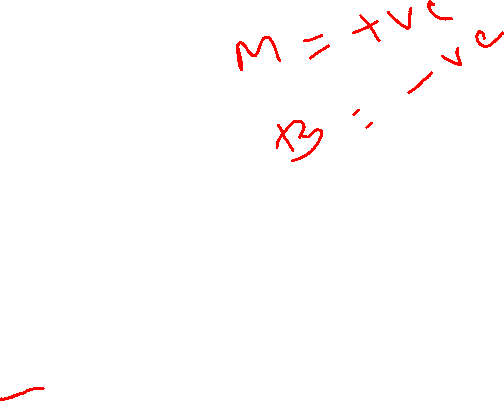 M = +ve
B = -ve